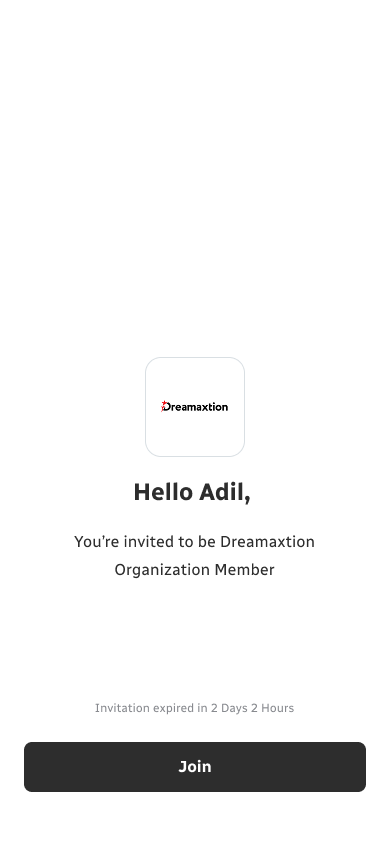 Dreamaxtion
Hello Adil,
You're invited to be Dreamaxtion
Organization Member
Invitation expired in 2 Days 2 Hours
Join